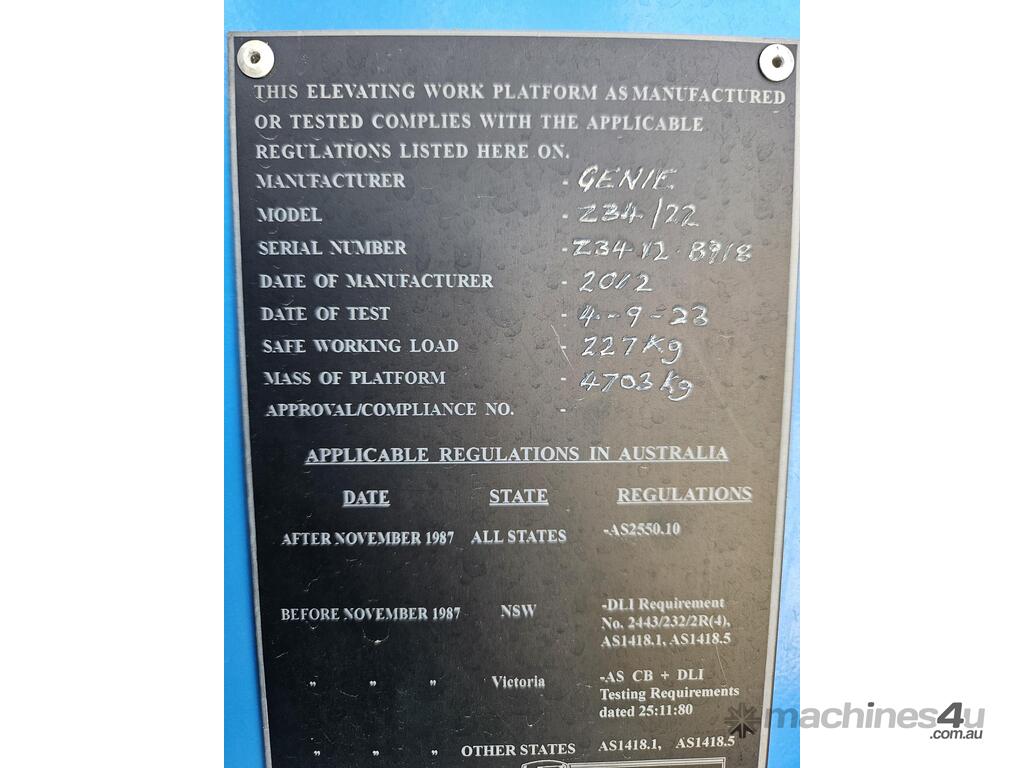 THIS ELEVATING WORK PLATFORM AS MANUFACTURED
OR TESTED COMPLIES WITH THE APPLICABLE
REGULATIONS LISTED HERE ON.
MANUFACTURER - GENIE
MODEL - Z34/22
SERIAL NUMBER - Z34 12 - 8918
DATE OF MANUFACTURER - 2012
DATE OF TEST - 4-9-23
SAFE WORKING LOAD - 227Kg
MASS OF PLATFORM - 4703Kg
APPROVAL/COMPLIANCE NO. -
APPLICABLE REGULATIONS IN AUSTRALIA
DATE STATE REGULATIONS
AFTER NOVEMBER 1987 ALL STATES -AS2550.10
BEFORE NOVEMBER 1987 NSW -DLI Requirement
No. 2443/232/2R(4),
AS1418.1, AS1418.5
" " " Victoria -AS CB + DLI
Testing Requirements
dated 25:11:80
" " " OTHER STATES AS1418.1, AS1418.5
machines4u
.com.au